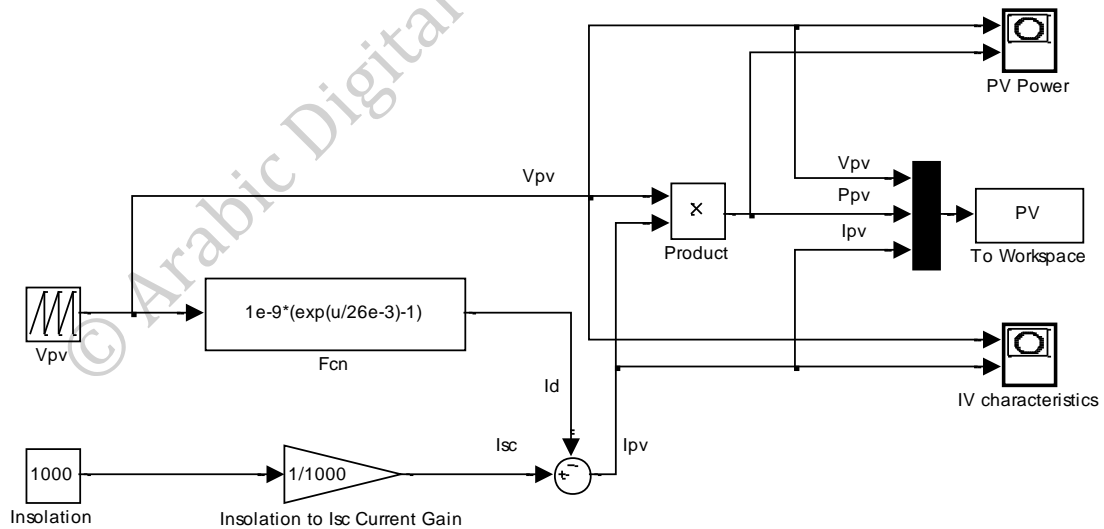 © Arabic Digital
PV Power
Vpv
Vpv
Ppv
Ipv
x
Product
PV
To Workspace
Vpv
1e-9*(exp(u/26e-3)-1)
Fcn
Id
IV characteristics
Isc
Ipv
1000
Insolation
1/1000
Insolation to Isc Current Gain